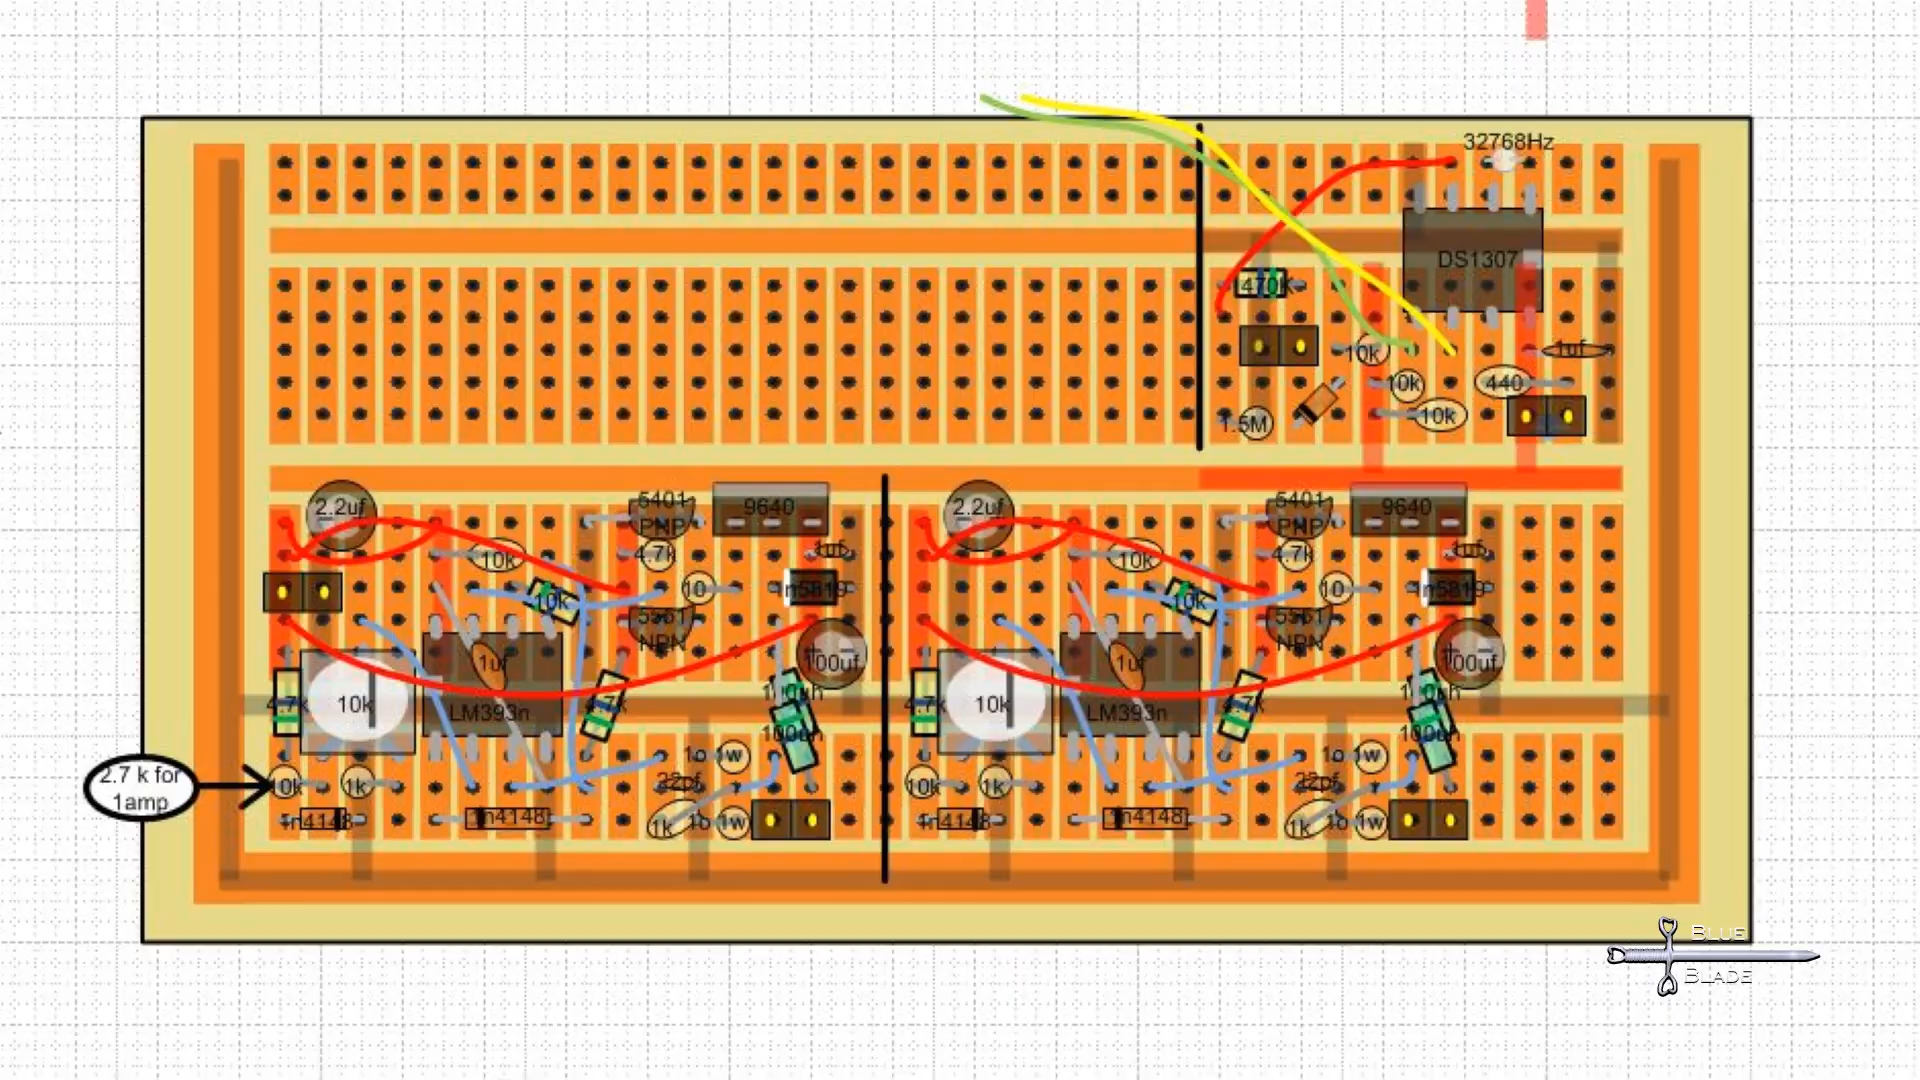 32768Hz
DS1307
470k
10k
1uf
10k
440
1.5M
10k
2.2uf
5401
PNP
9640
2.2uf
5401
PNP
9640
10k
4.7k
1uf
10k
4.7k
1uf
10k
10
1n5819
10k
10
1n5819
5551
NPN
5551
NPN
1uf
100uf
1uf
100uf
4.7k
10k
LM393n
4.7k
100uh
100uh
4.7k
10k
LM393n
4.7k
100uh
100uh
2.7 k for
1amp
10k
1k
1o 1w
22pf
10k
1k
1o 1w
22pf
1n4148
1n4148
1k
1o 1w
1n4148
1n4148
1k
1o 1w
BLUE
BLADE